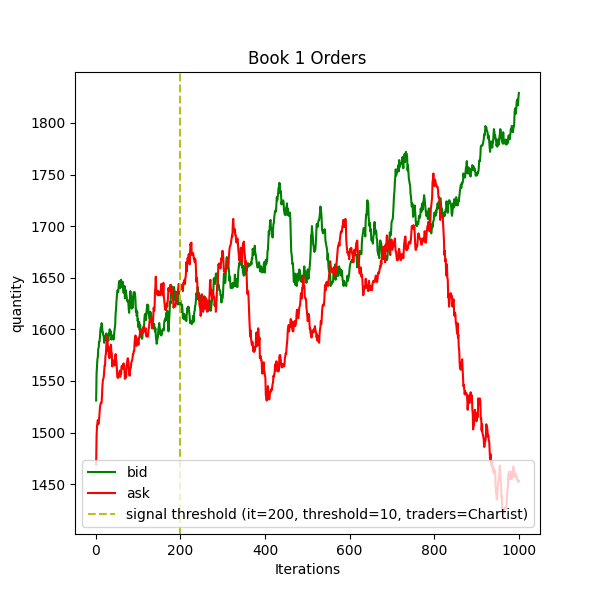 Book 1 Orders
quantity
1800
1750
1700
1650
1600
1550
1500
1450
bid
ask
signal threshold (it=200, threshold=10, traders=Chartist)
0 200 400 600 800 1000
Iterations